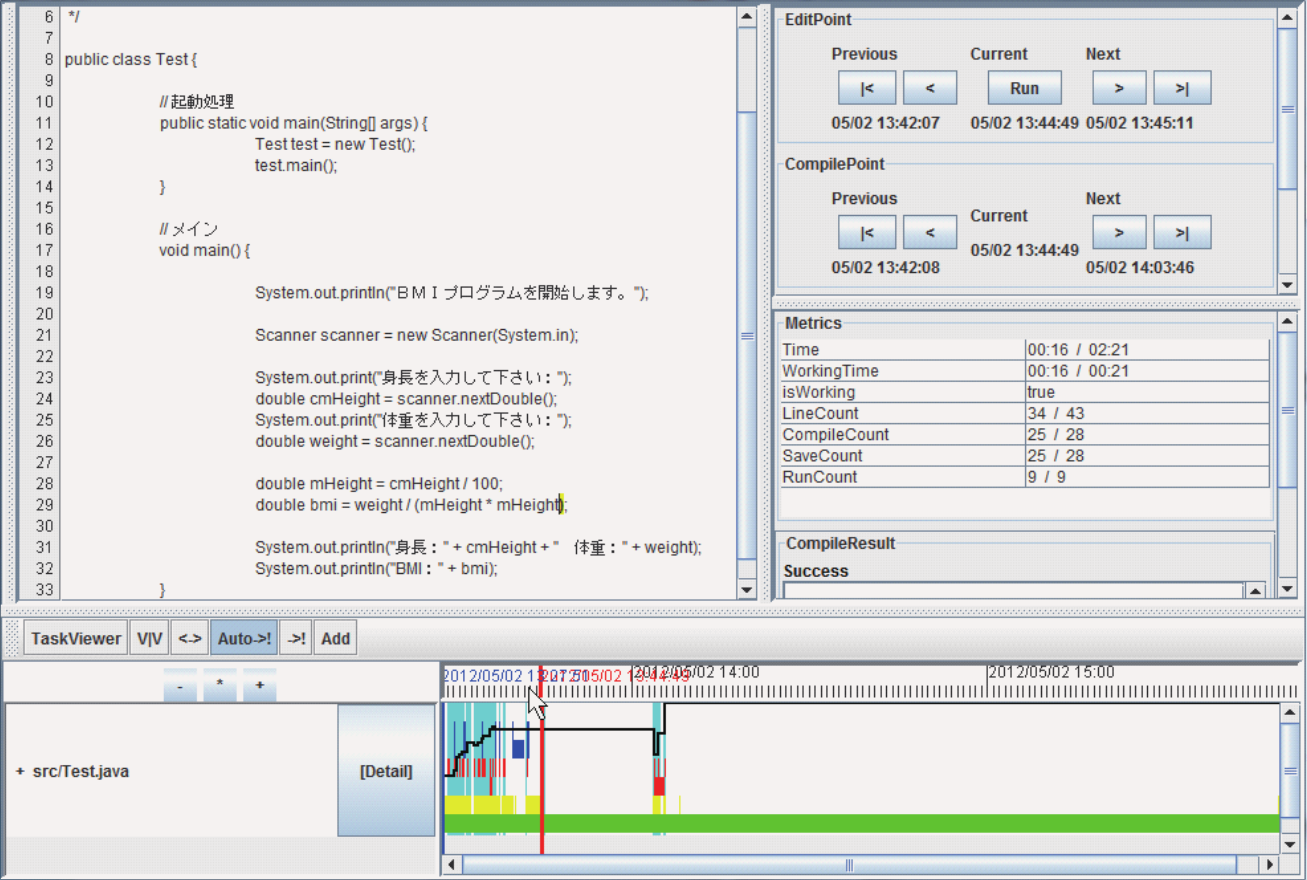 6 */
7
8 public class Test {
9
10 //起動処理
11 public static void main(String[] args) {
12 Test test = new Test();
13 test.main();
14 }
15
16 //メイン
17 void main() {
18
19 System.out.println("ＢＭＩプログラムを開始します。");
20
21 Scanner scanner = new Scanner(System.in);
22
23 System.out.print("身長を入力して下さい：");
24 double cmHeight = scanner.nextDouble();
25 System.out.print("体重を入力して下さい：");
26 double weight = scanner.nextDouble();
27
28 double mHeight = cmHeight / 100;
29 double bmi = weight / (mHeight * mHeight);
30
31 System.out.println("身長：" + cmHeight + "　体重：" + weight);
32 System.out.println("BMI：" + bmi);
33 }
EditPoint
Previous Current Next
|< < Run > >|
05/02 13:42:07 05/02 13:44:49 05/02 13:45:11
CompilePoint
Previous Current Next
|< < > >|
05/02 13:42:08 05/02 13:44:49 05/02 14:03:46
Metrics
Time 00:16 / 02:21
WorkingTime 00:16 / 00:21
isWorking true
LineCount 34 / 43
CompileCount 25 / 28
SaveCount 25 / 28
RunCount 9 / 9
CompileResult
Success
TaskViewer V|V <-> Auto->! ->! Add
- * +
2012/05/02 14:00 2012/05/02 15:00
+ src/Test.java [Detail]